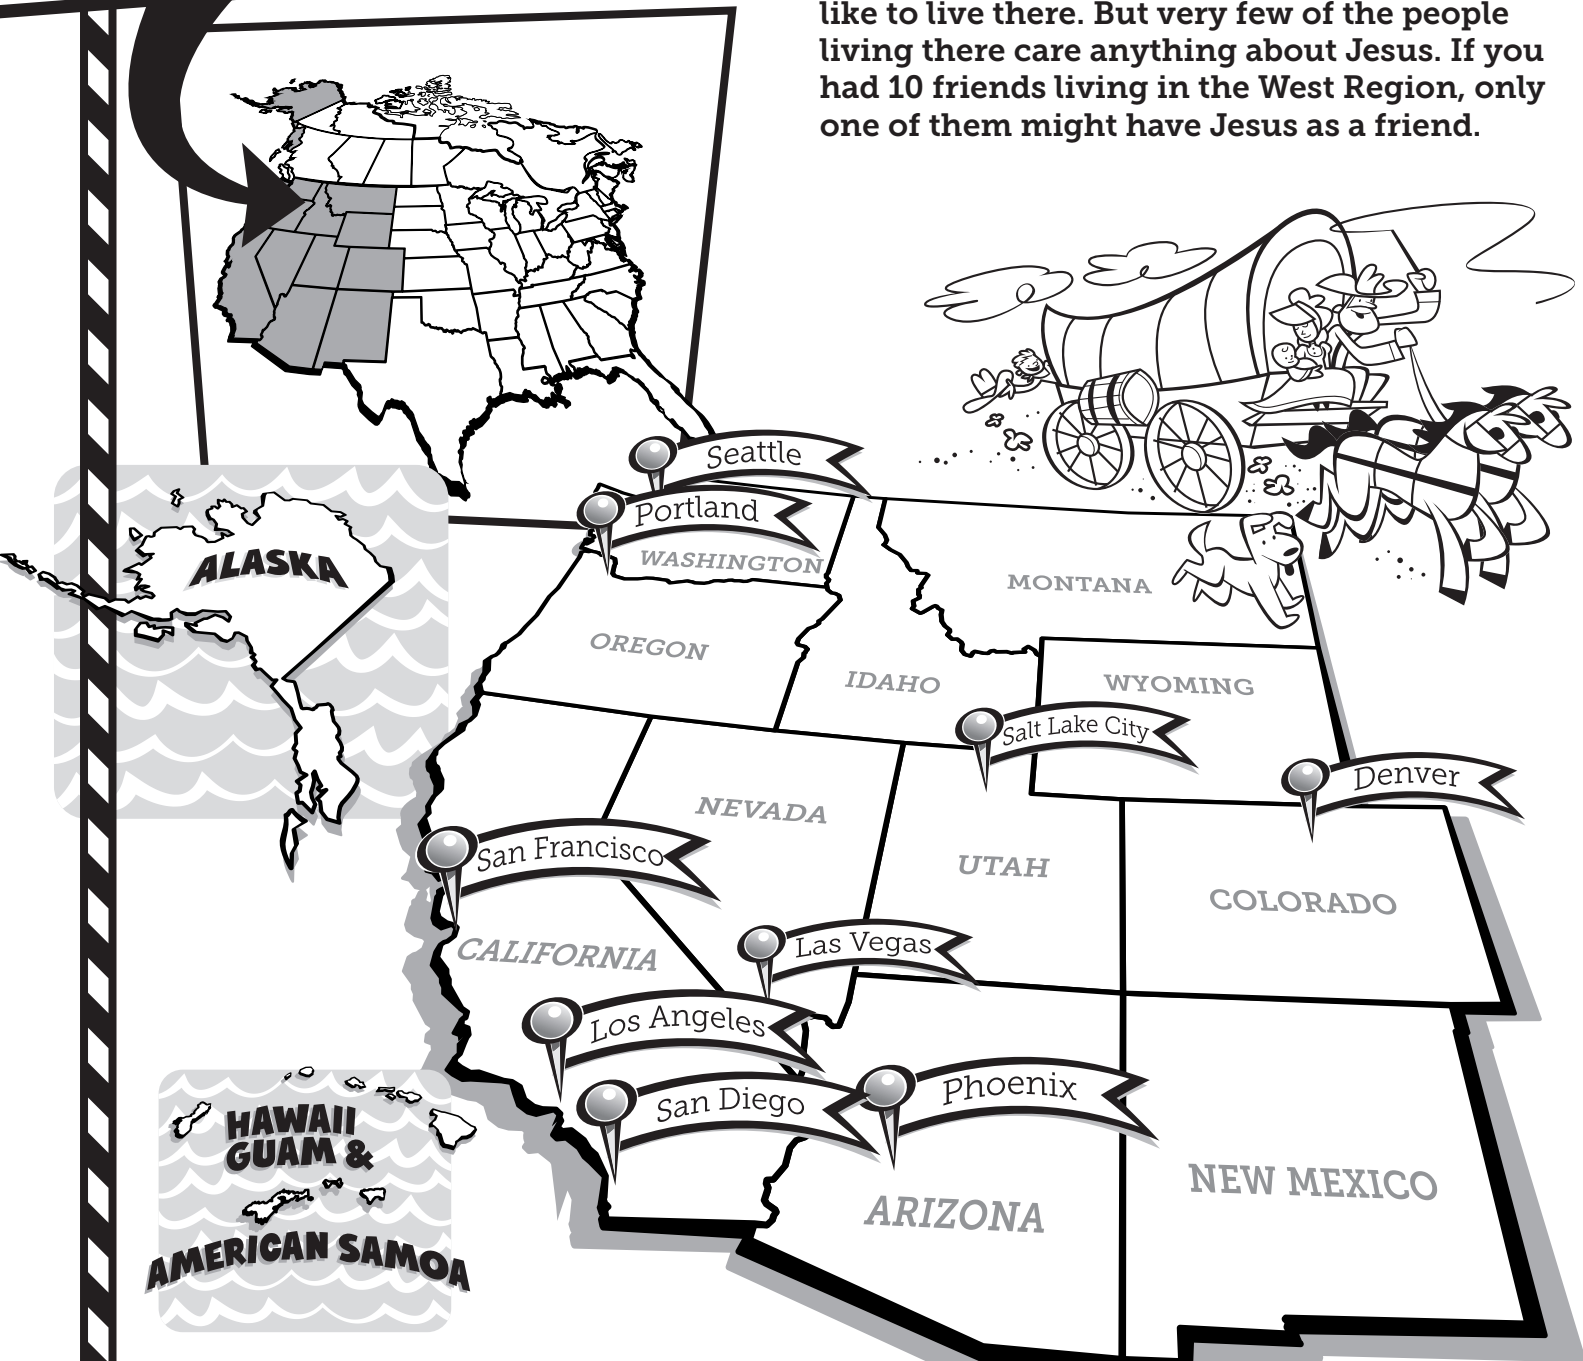 like to live there. But very few of the people
living there care anything about Jesus. If you
had 10 friends living in the West Region, only
one of them might have Jesus as a friend.
Seattle
Portland
WASHINGTON
MONTANA
ALASKA
OREGON
IDAHO
WYOMING
Salt Lake City
Denver
NEVADA
San Francisco
UTAH
COLORADO
CALIFORNIA
Las Vegas
Los Angeles
San Diego
Phoenix
HAWAII
GUAM &
AMERICAN SAMOA
ARIZONA
NEW MEXICO